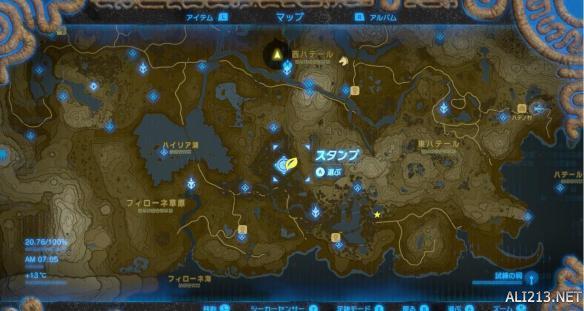 アイテム L
マップ
R アルバム
西ハテール
ハイリア湖
スタンプ
A 選ぶ
東ハテール
ハテノ村
ハテール
フィローネ草原
フィローネ海
20.76/100%
AM 07:05
+13℃
試練の祠
ALI213.NET